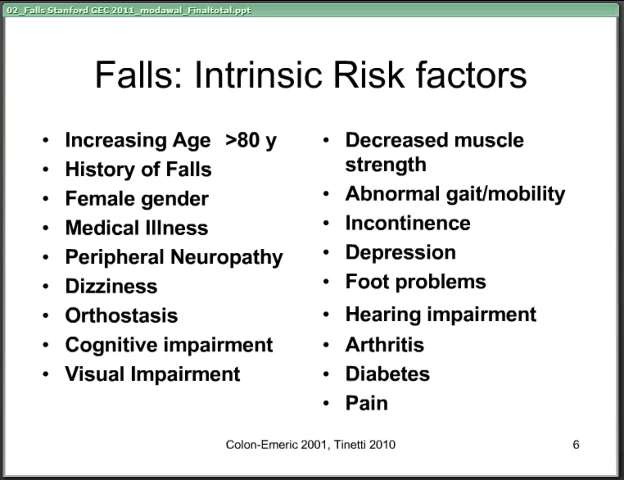 02_Falls Stanford GEC 2011_modawal_Finaltotal.ppt
Falls: Intrinsic Risk factors
• Increasing Age >80 y
• History of Falls
• Female gender
• Medical Illness
• Peripheral Neuropathy
• Dizziness
• Orthostasis
• Cognitive impairment
• Visual Impairment
• Decreased muscle
strength
• Abnormal gait/mobility
• Incontinence
• Depression
• Foot problems
• Hearing impairment
• Arthritis
• Diabetes
• Pain
Colon-Emeric 2001, Tinetti 2010
6